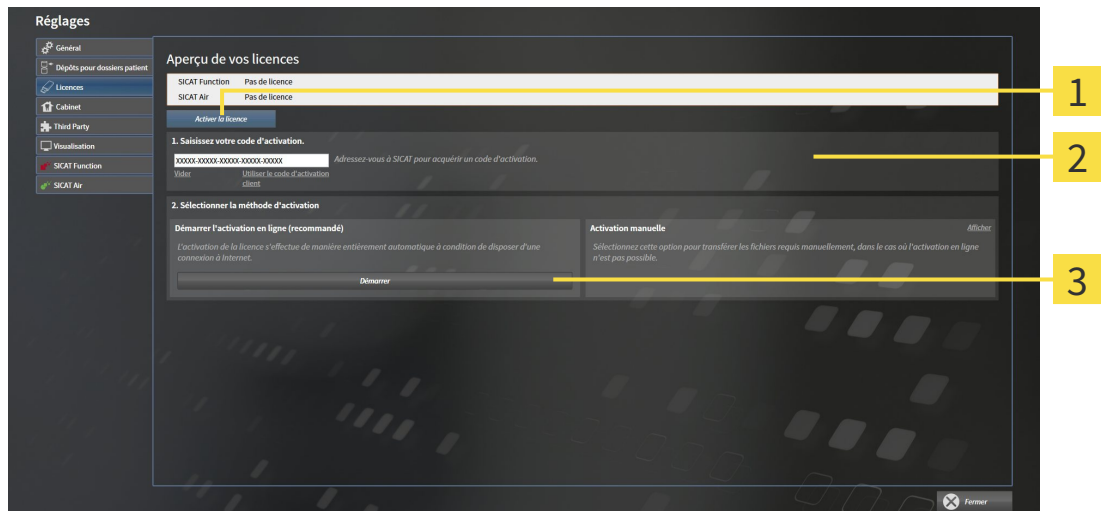 Réglages
Général
Dépôts pour dossiers patient
Licences
Cabinet
Third Party
Visualisation
SICAT Function
SICAT Air
Aperçu de vos licences
SICAT Function Pas de licence
SICAT Air Pas de licence
Activer la licence
1. Saisissez votre code d'activation.
XXXXX-XXXXX-XXXXX-XXXXX-XXXXX
Adressez-vous à SICAT pour acquérir un code d'activation.
Vider
Utiliser le code d'activation
client
2. Sélectionner la méthode d'activation
Démarrer l'activation en ligne (recommandé)
L'activation de la licence s'effectue de manière entièrement automatique à condition de disposer d'une
connexion à Internet.
Démarrer
Activation manuelle
Afficher
Sélectionnez cette option pour transférer les fichiers requis manuellement, dans le cas où l'activation en ligne
n'est pas possible.
Fermer
1
2
3